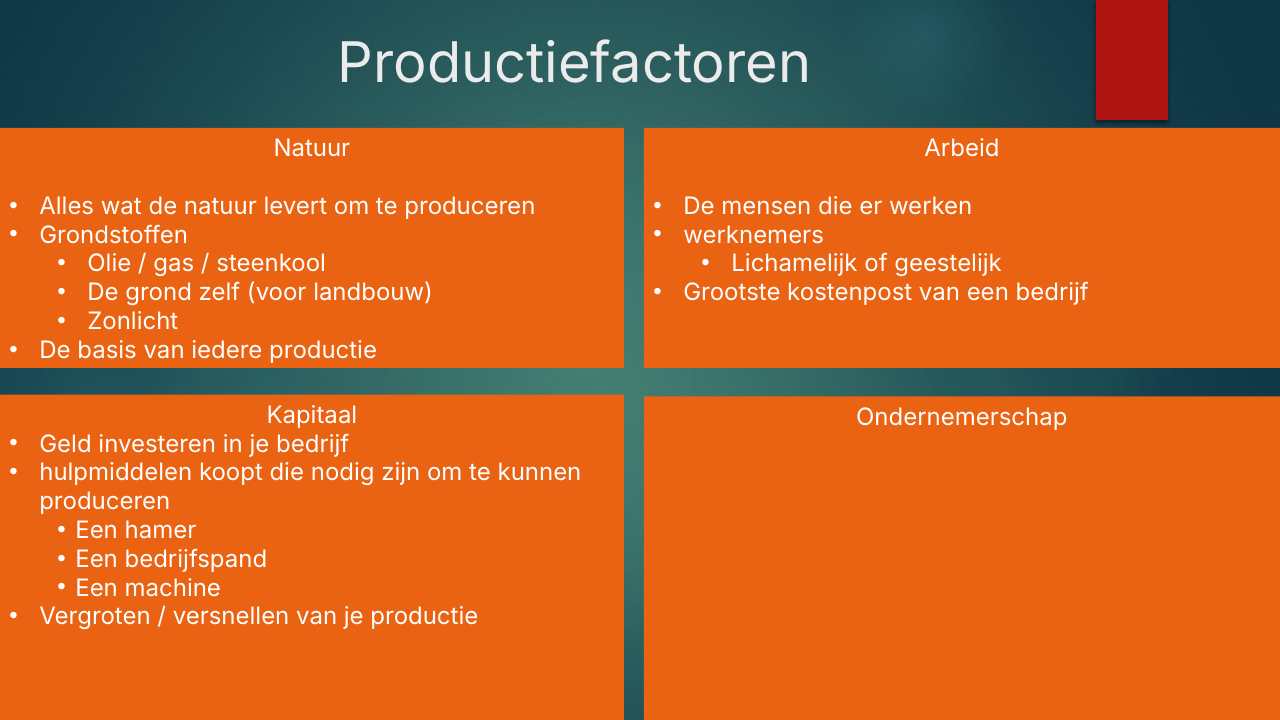 Productiefactoren
Natuur
• Alles wat de natuur levert om te produceren
• Grondstoffen
• Olie / gas / steenkool
• De grond zelf (voor landbouw)
• Zonlicht
• De basis van iedere productie
Arbeid
• De mensen die er werken
• werknemers
• Lichamelijk of geestelijk
• Grootste kostenpost van een bedrijf
Kapitaal
• Geld investeren in je bedrijf
• hulpmiddelen koopt die nodig zijn om te kunnen
produceren
• Een hamer
• Een bedrijfspand
• Een machine
• Vergroten / versnellen van je productie
Ondernemerschap